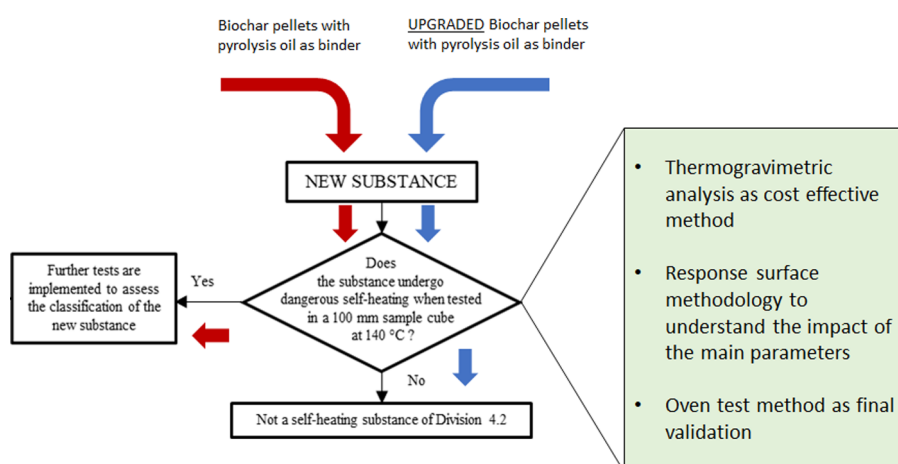 Biochar pellets with
pyrolysis oil as binder
UPGRADED Biochar pellets
with pyrolysis oil as binder
NEW SUBSTANCE
Does
the substance undergo
dangerous self-heating when tested
in a 100 mm sample cube
at 140 °C ?
Yes
Further tests are
implemented to assess
the classification of the
new substance
No
Not a self-heating substance of Division 4.2
• Thermogravimetric
analysis as cost effective
method
• Response surface
methodology to
understand the impact of
the main parameters
• Oven test method as final
validation